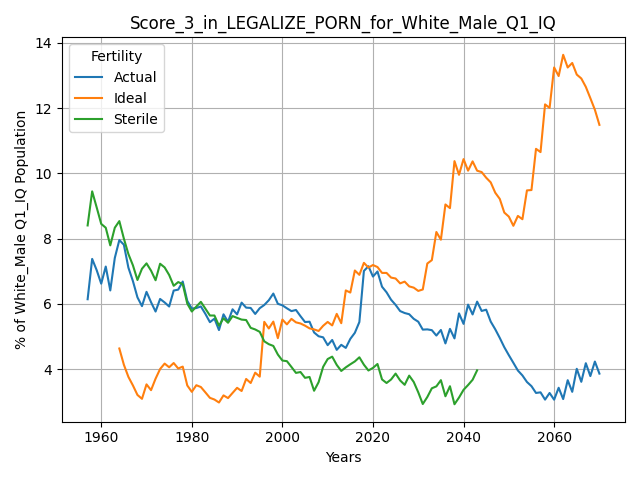 Score_3_in_LEGALIZE_PORN_for_White_Male_Q1_IQ
Fertility
Actual
Ideal
Sterile
% of White_Male Q1_IQ Population
14
12
10
8
6
4
1960 1980 2000 2020 2040 2060
Years